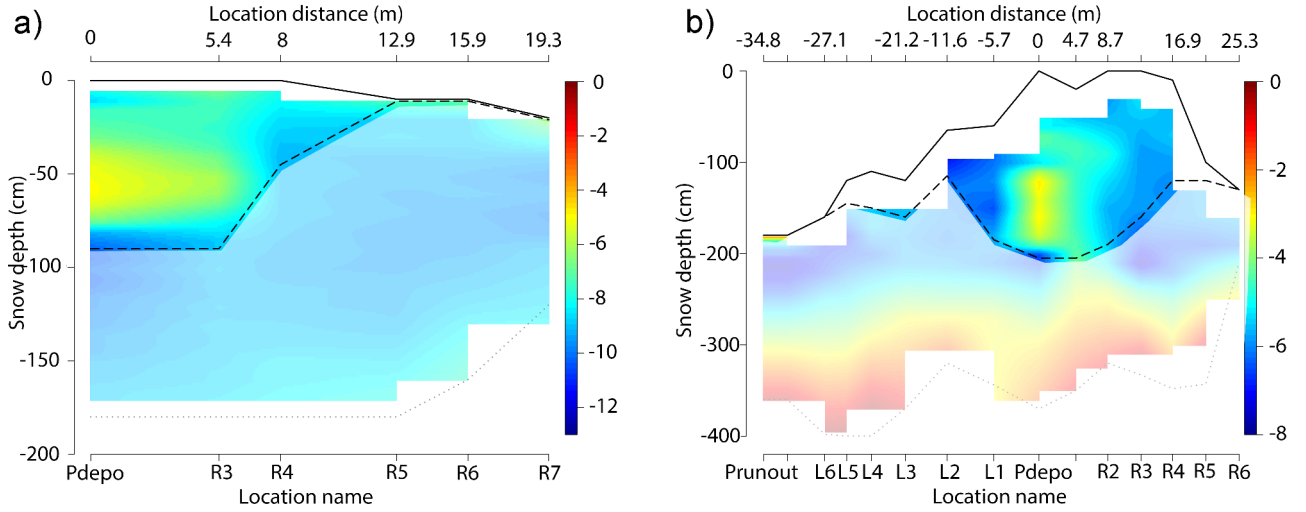 a)
Location distance (m)
0 5.4 8 12.9 15.9 19.3
Snow depth (cm)
0
-50
-100
-150
-200
Pdepo R3 R4 R5 R6 R7
Location name
0
-2
-4
-6
-8
-10
-12
b)
Location distance (m)
-34.8 -27.1 -21.2 -11.6 -5.7 0 4.7 8.7 16.9 25.3
Snow depth (cm)
0
-100
-200
-300
-400
Prunout L6 L5 L4 L3 L2 L1 Pdepo R2 R3 R4 R5 R6
Location name
0
-2
-4
-6
-8